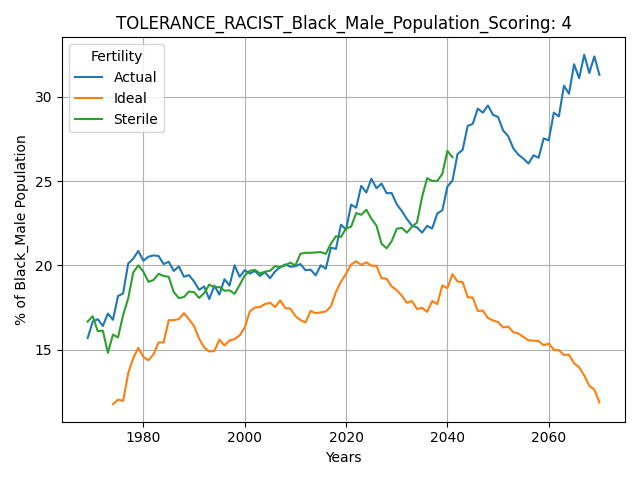 TOLERANCE_RACIST_Black_Male_Population_Scoring: 4
Fertility
Actual
Ideal
Sterile
% of Black_Male Population
30
25
20
15
1980
2000
2020
2040
2060
Years